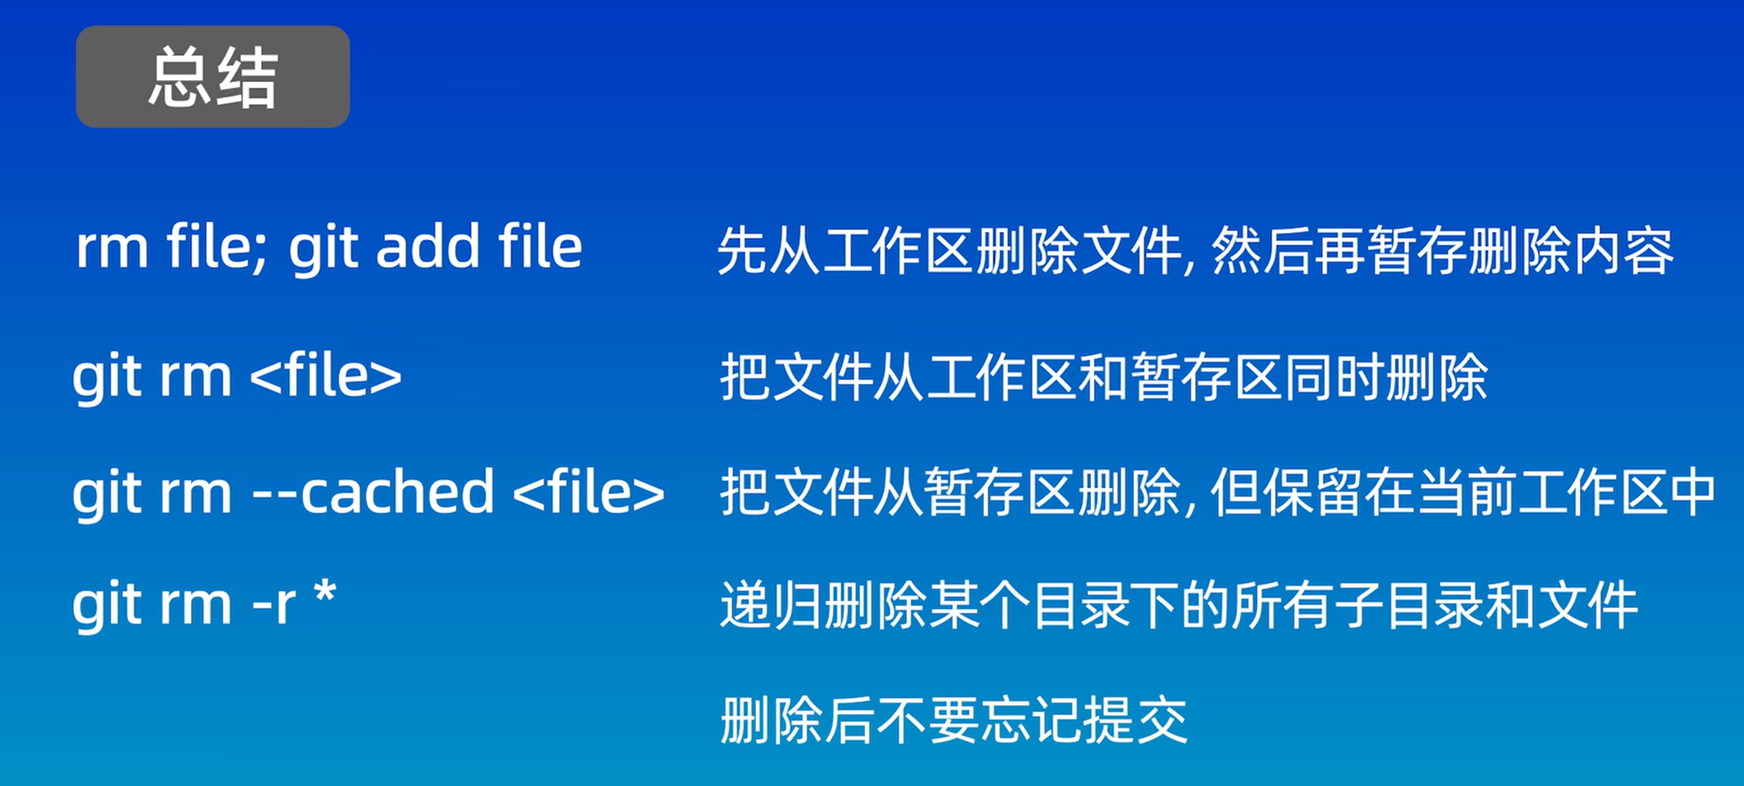 总结
rm file; git add file 先从工作区删除文件, 然后再暂存删除内容
git rm <file> 把文件从工作区和暂存区同时删除
git rm --cached <file> 把文件从暂存区删除, 但保留在当前工作区中
git rm -r * 递归删除某个目录下的所有子目录和文件
删除后不要忘记提交